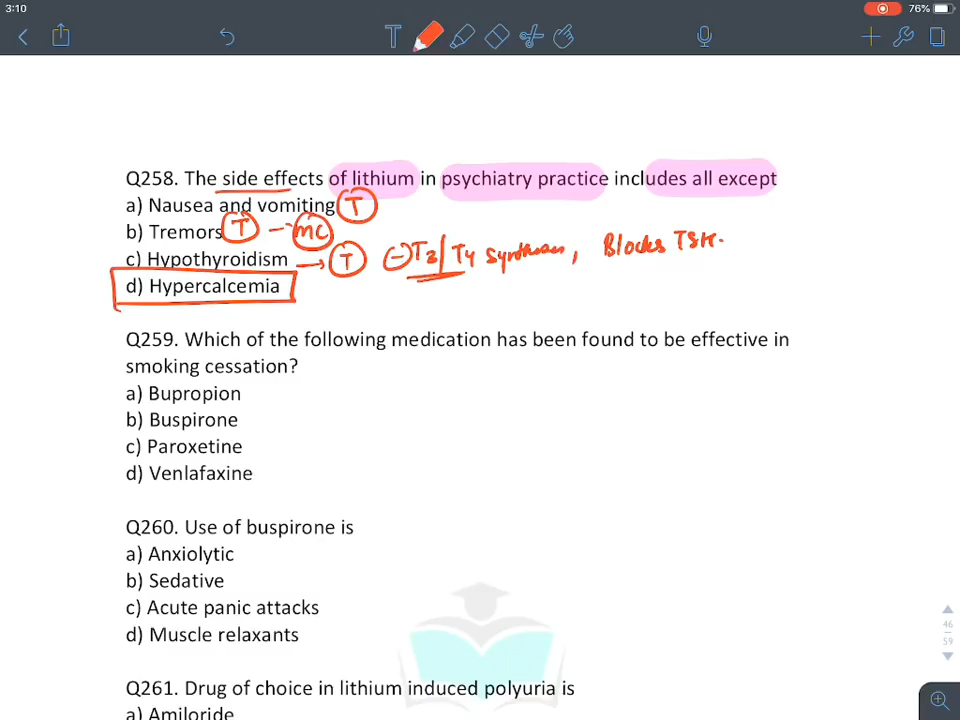 3:10
76%
Q258. The side effects of lithium in psychiatry practice includes all except
a) Nausea and vomiting T
b) Tremors T → mc
c) Hypothyroidism → T (-) T3/T4 synthesis, Blocks TSH.
d) Hypercalcemia
Q259. Which of the following medication has been found to be effective in
smoking cessation?
a) Bupropion
b) Buspirone
c) Paroxetine
d) Venlafaxine
Q260. Use of buspirone is
a) Anxiolytic
b) Sedative
c) Acute panic attacks
d) Muscle relaxants
46
59
Q261. Drug of choice in lithium induced polyuria is
a) Amiloride